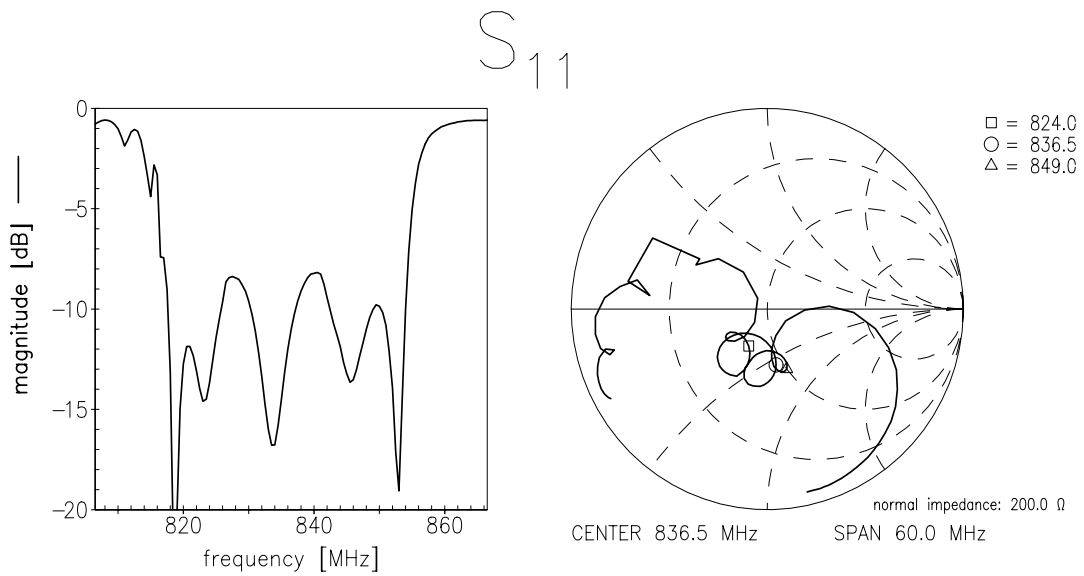 S11
0
−5
−10
−15
−20
magnitude [dB]
820 840 860
frequency [MHz]
□ = 824.0
○ = 836.5
△ = 849.0
normal impedance: 200.0 Ω
CENTER 836.5 MHz SPAN 60.0 MHz